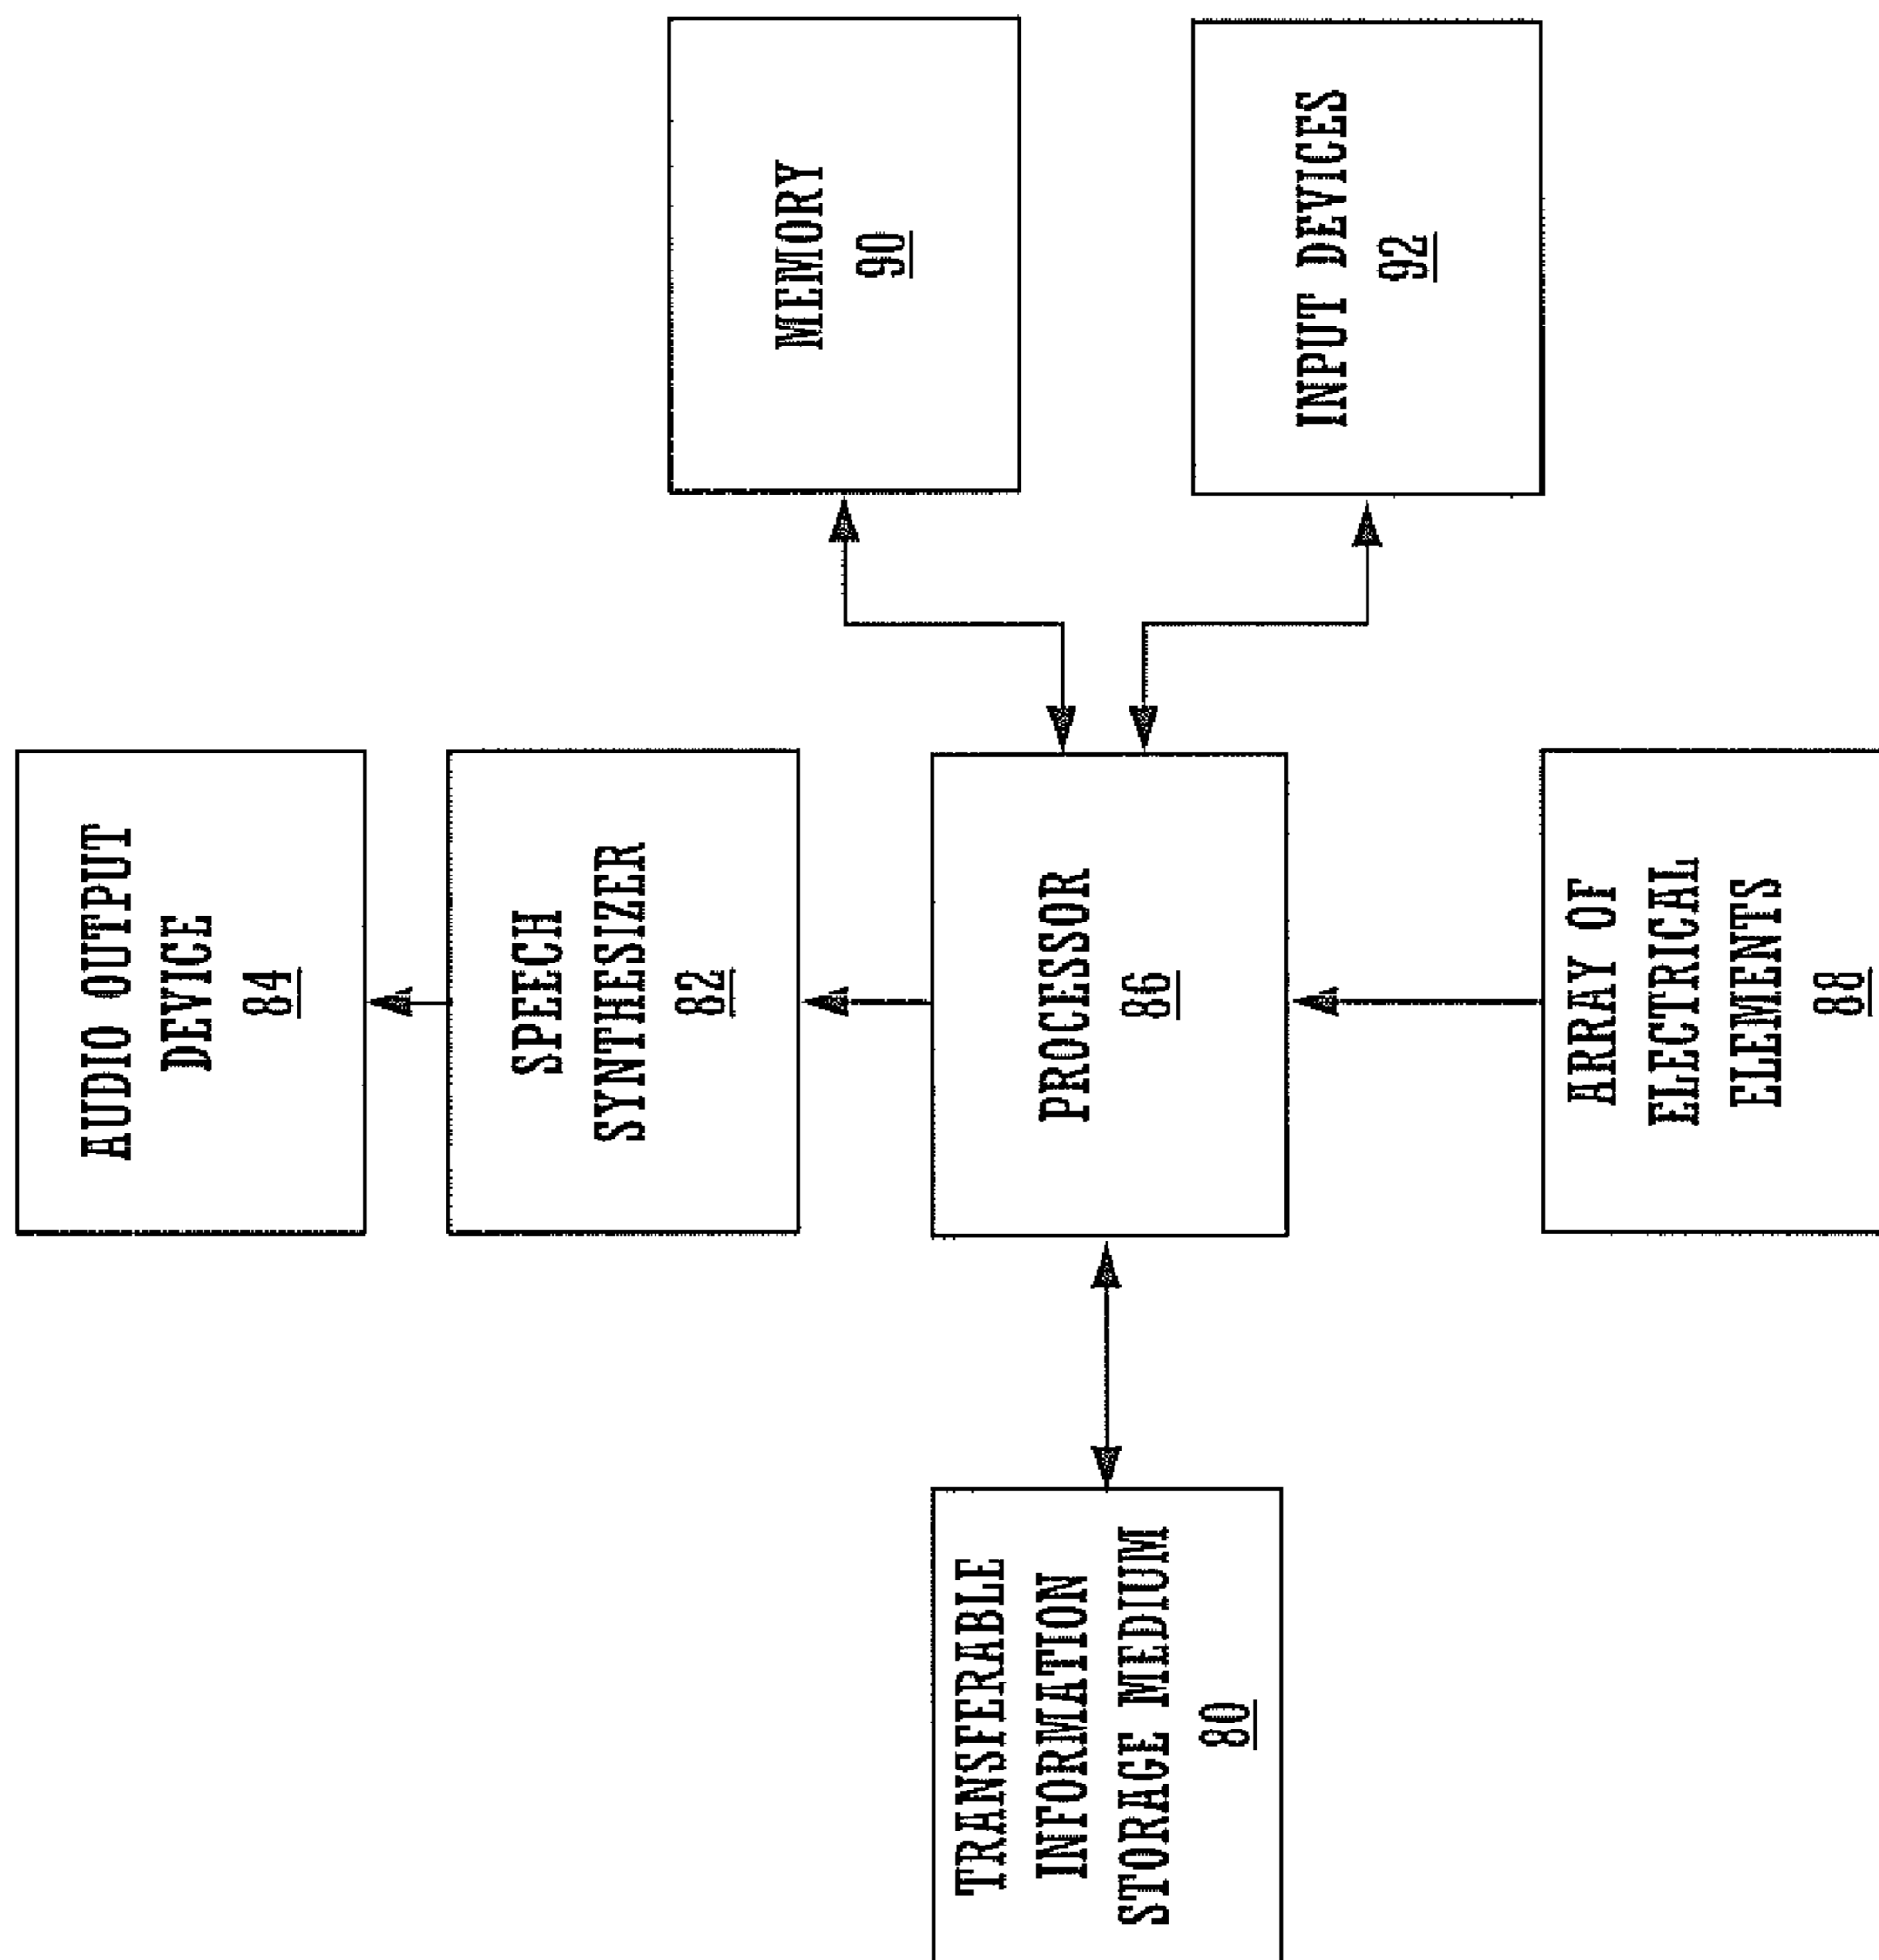 AUDIO OUTPUT
DEVICE
84
SPEECH
SYNTHESIZER
82
MEMORY
90
TRANSFERABLE
INFORMATION
STORAGE MEDIUM
80
PROCESSOR
86
INPUT DEVICES
92
ARRAY OF
ELECTRICAL
ELEMENTS
88